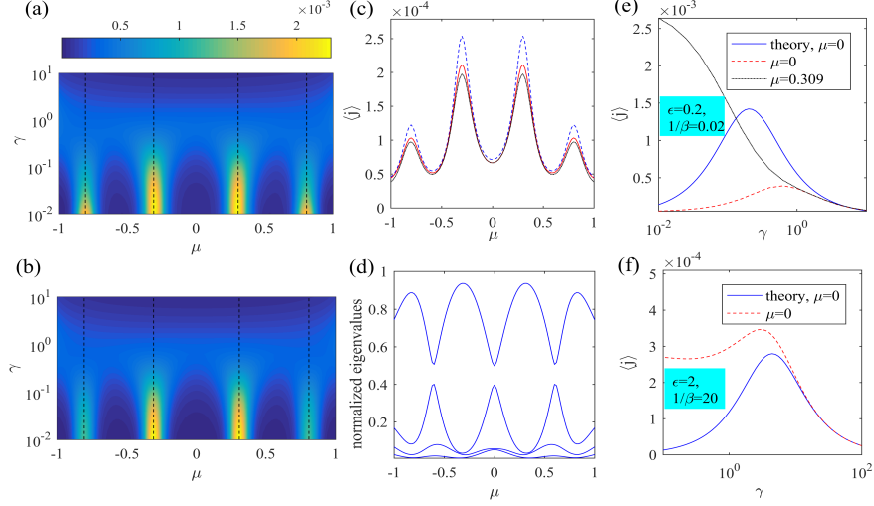 (a)
0.5 1 1.5 2 ×10⁻³
10¹
10⁰
10⁻¹
10⁻²
γ
-1 -0.5 0 0.5 1
μ
(b)
10¹
10⁰
10⁻¹
10⁻²
γ
-1 -0.5 0 0.5 1
μ
(c)
×10⁻⁴
2.5
2
1.5
1
0.5
0
⟨j⟩
-1 -0.5 0 0.5 1
μ
(d)
1
0.8
0.6
0.4
0.2
normalized eigenvalues
-1 -0.5 0 0.5 1
μ
(e)
×10⁻³
2.5
2
1.5
1
0.5
⟨j⟩
theory, μ=0
μ=0
μ=0.309
ϵ=0.2,
1/β=0.02
10⁻² 10⁰
γ
(f)
×10⁻⁴
5
4
3
2
1
0
⟨j⟩
theory, μ=0
μ=0
ϵ=2,
1/β=20
10⁰ 10²
γ